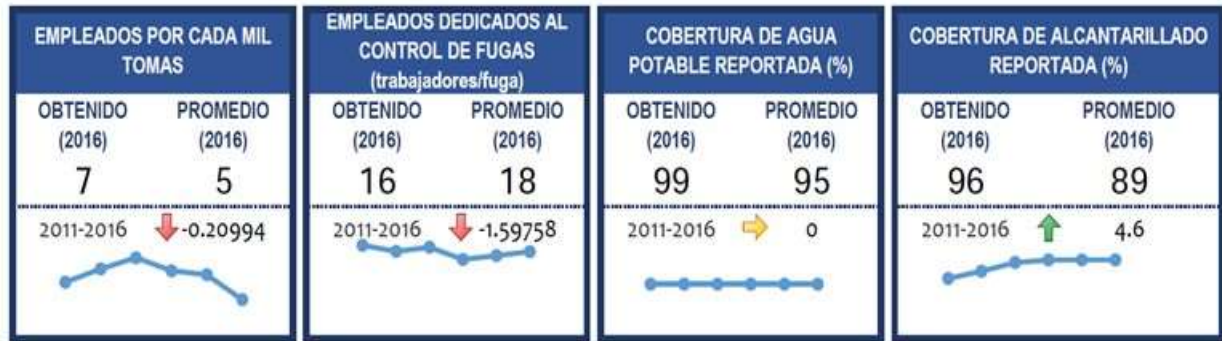 EMPLEADOS POR CADA MIL
TOMAS
OBTENIDO PROMEDIO
(2016) (2016)
7 5
2011-2016 -0.20994
EMPLEADOS DEDICADOS AL
CONTROL DE FUGAS
(trabajadores/fuga)
OBTENIDO PROMEDIO
(2016) (2016)
16 18
2011-2016 -1.59758
COBERTURA DE AGUA
POTABLE REPORTADA (%)
OBTENIDO PROMEDIO
(2016) (2016)
99 95
2011-2016 0
COBERTURA DE ALCANTARILLADO
REPORTADA (%)
OBTENIDO PROMEDIO
(2016) (2016)
96 89
2011-2016 4.6